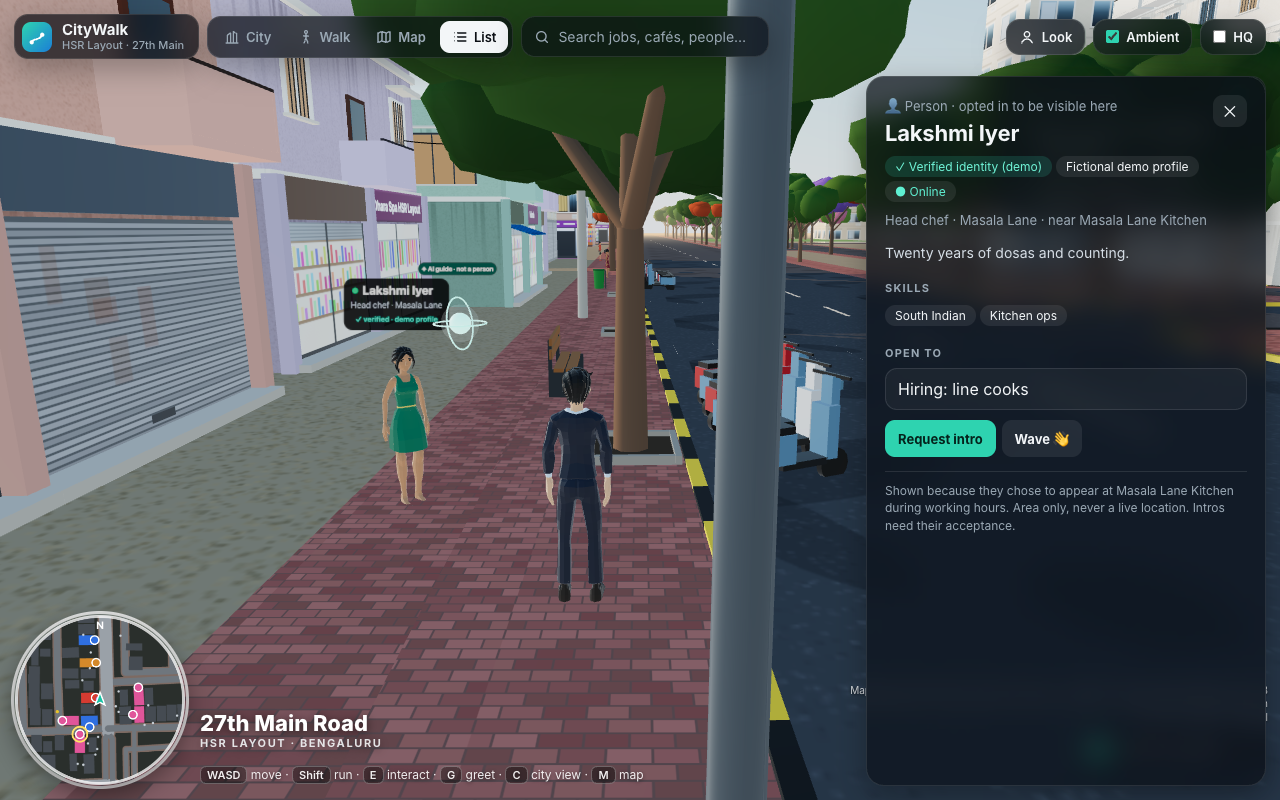 CityWalk
HSR Layout · 27th Main
City
Walk
Map
List
Search jobs, cafés, people...
Look
Ambient
HQ
👤 Person · opted in to be visible here
Lakshmi Iyer
✓ Verified identity (demo)
Fictional demo profile
Online
Head chef · Masala Lane · near Masala Lane Kitchen
Twenty years of dosas and counting.
SKILLS
South Indian
Kitchen ops
OPEN TO
Hiring: line cooks
Request intro
Wave 👋
Shown because they chose to appear at Masala Lane Kitchen
during working hours. Area only, never a live location. Intros
need their acceptance.
Spa HSR Layout
AI guide · not a person
Lakshmi Iyer
Head chef · Masala Lane
✓ verified · demo profile
N
27th Main Road
HSR LAYOUT · BENGALURU
WASD move · Shift run · E interact · G greet · C city view · M map